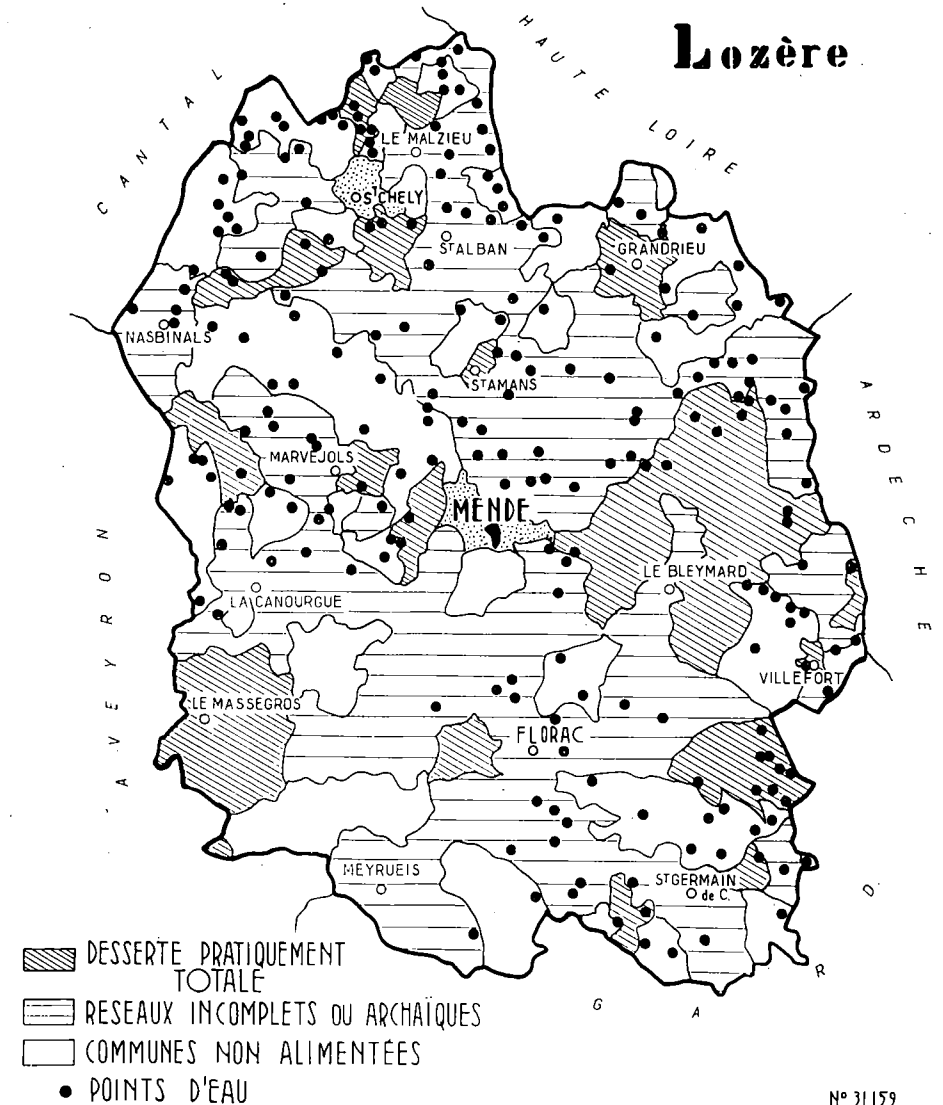 Lozère
HAUTE LOIRE
CANTAL
LE MALZIEU
ST CHELY
ST ALBAN
GRANDRIEU
NASBINALS
ST AMANS
ARDECHE
MARVEJOLS
MENDE
LE BLEYMARD
LA CANOURGUE
AVEYRON
VILLEFORT
LE MASSEGROS
FLORAC
MEYRUEIS
ST GERMAIN
de C.
GARD
DESSERTE PRATIQUEMENT
TOTALE
RESEAUX INCOMPLETS OU ARCHAÏQUES
COMMUNES NON ALIMENTÉES
POINTS D'EAU
Nº 31159